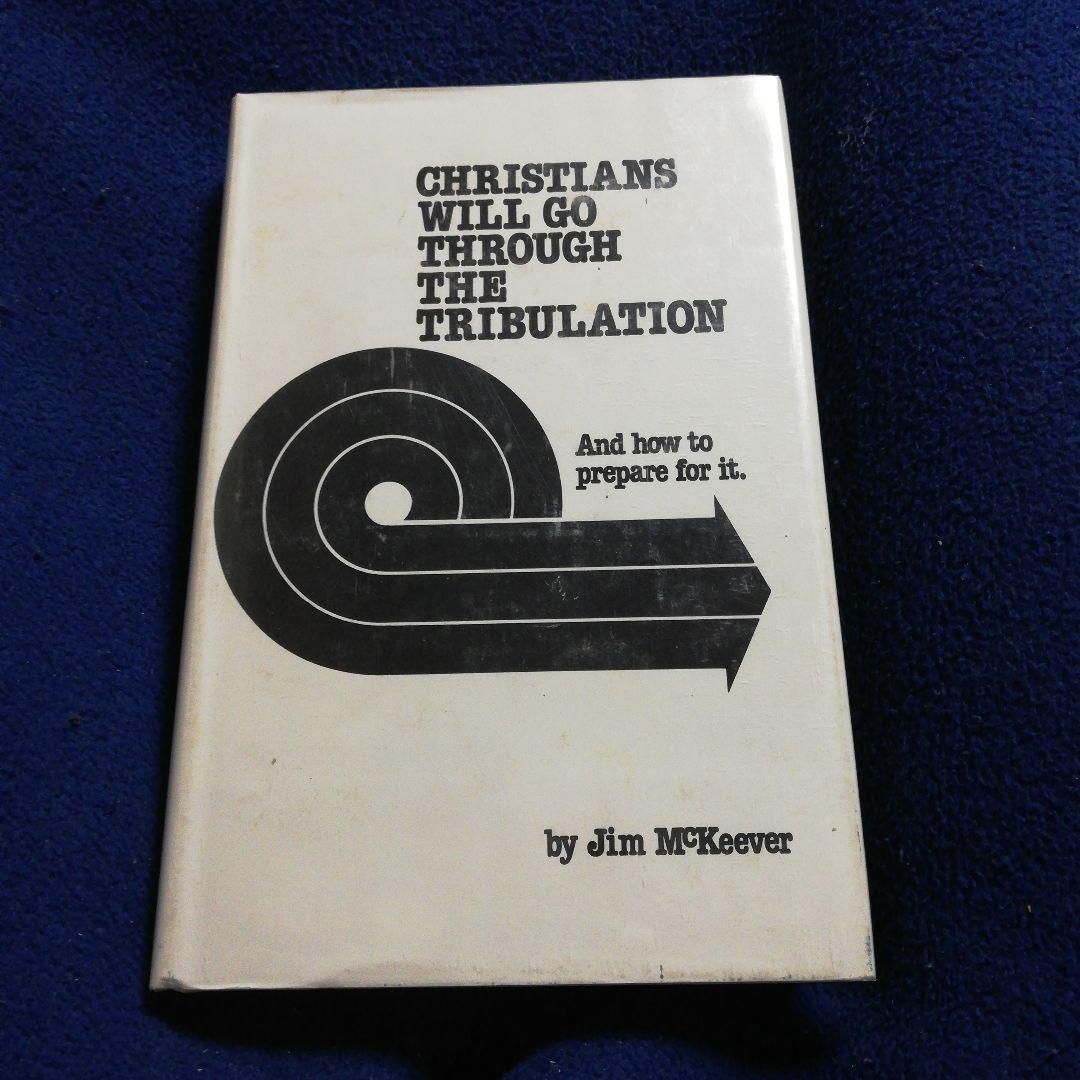 CHRISTIANS
WILL GO
THROUGH
THE
TRIBULATION
And how to
prepare for it.
by Jim McKeever